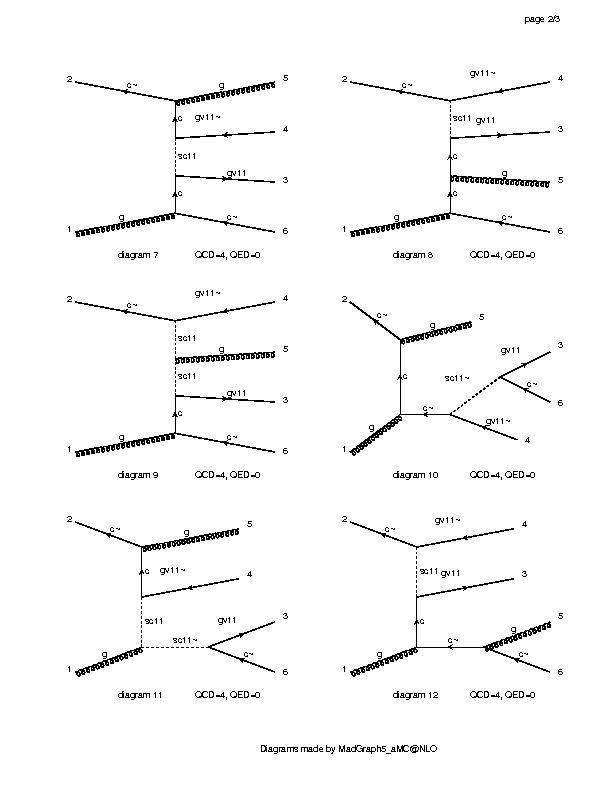 page 2/3
2 c~ g 5
c gv11~ 4
sc11
gv11 3
c
1 g c~ 6
diagram 7 QCD=4, QED=0
2 c~ gv11~ 4
sc11 gv11 3
c
g 5
c
1 g c~ 6
diagram 8 QCD=4, QED=0
2 c~ gv11~ 4
sc11
g 5
sc11
gv11 3
c
1 g c~ 6
diagram 9 QCD=4, QED=0
2 c~ g 5
gv11 3
c sc11~ c~ 6
c~ gv11~ 4
1 g
diagram 10 QCD=4, QED=0
2 c~ g 5
c gv11~ 4
sc11 gv11 3
sc11~
1 g c~ 6
diagram 11 QCD=4, QED=0
2 c~ gv11~ 4
sc11 gv11 3
c g 5
c~
1 g c~ 6
diagram 12 QCD=4, QED=0
Diagrams made by MadGraph5_aMC@NLO